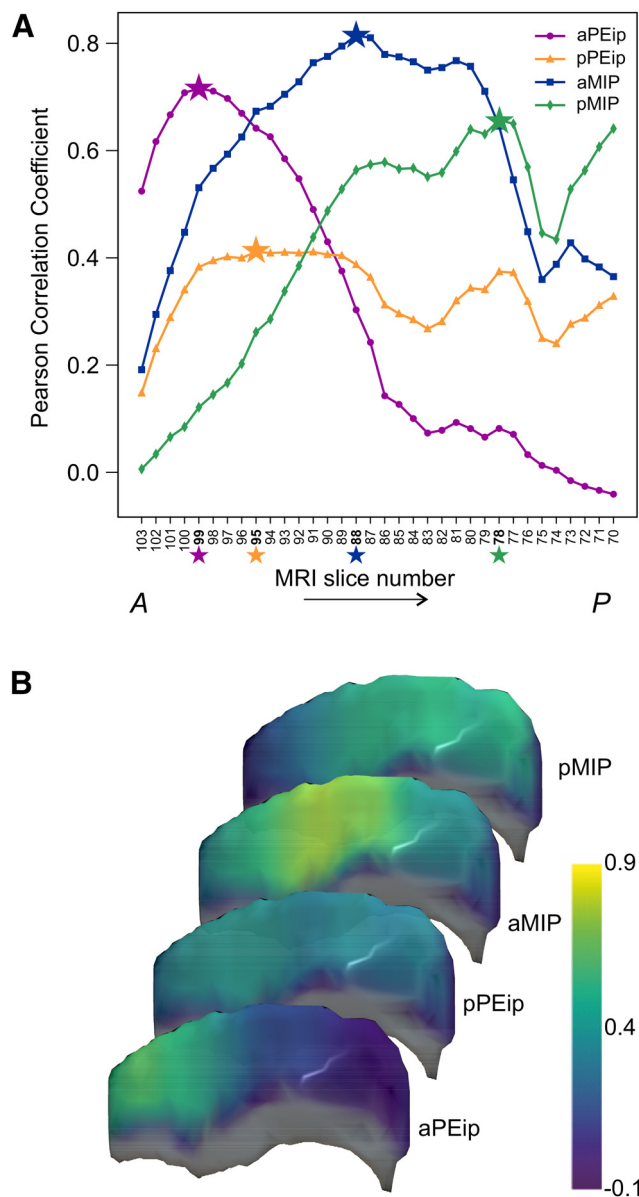 A
aPEip
pPEip
aMIP
pMIP
Pearson Correlation Coefficient
0.8
0.6
0.4
0.2
0.0
103 102 101 100 99 98 97 96 95 94 93 92 91 90 89 88 87 86 85 84 83 82 81 80 79 78 77 76 75 74 73 72 71 70
MRI slice number
A P
B
pMIP
aMIP
pPEip
aPEip
0.9
0.4
-0.1